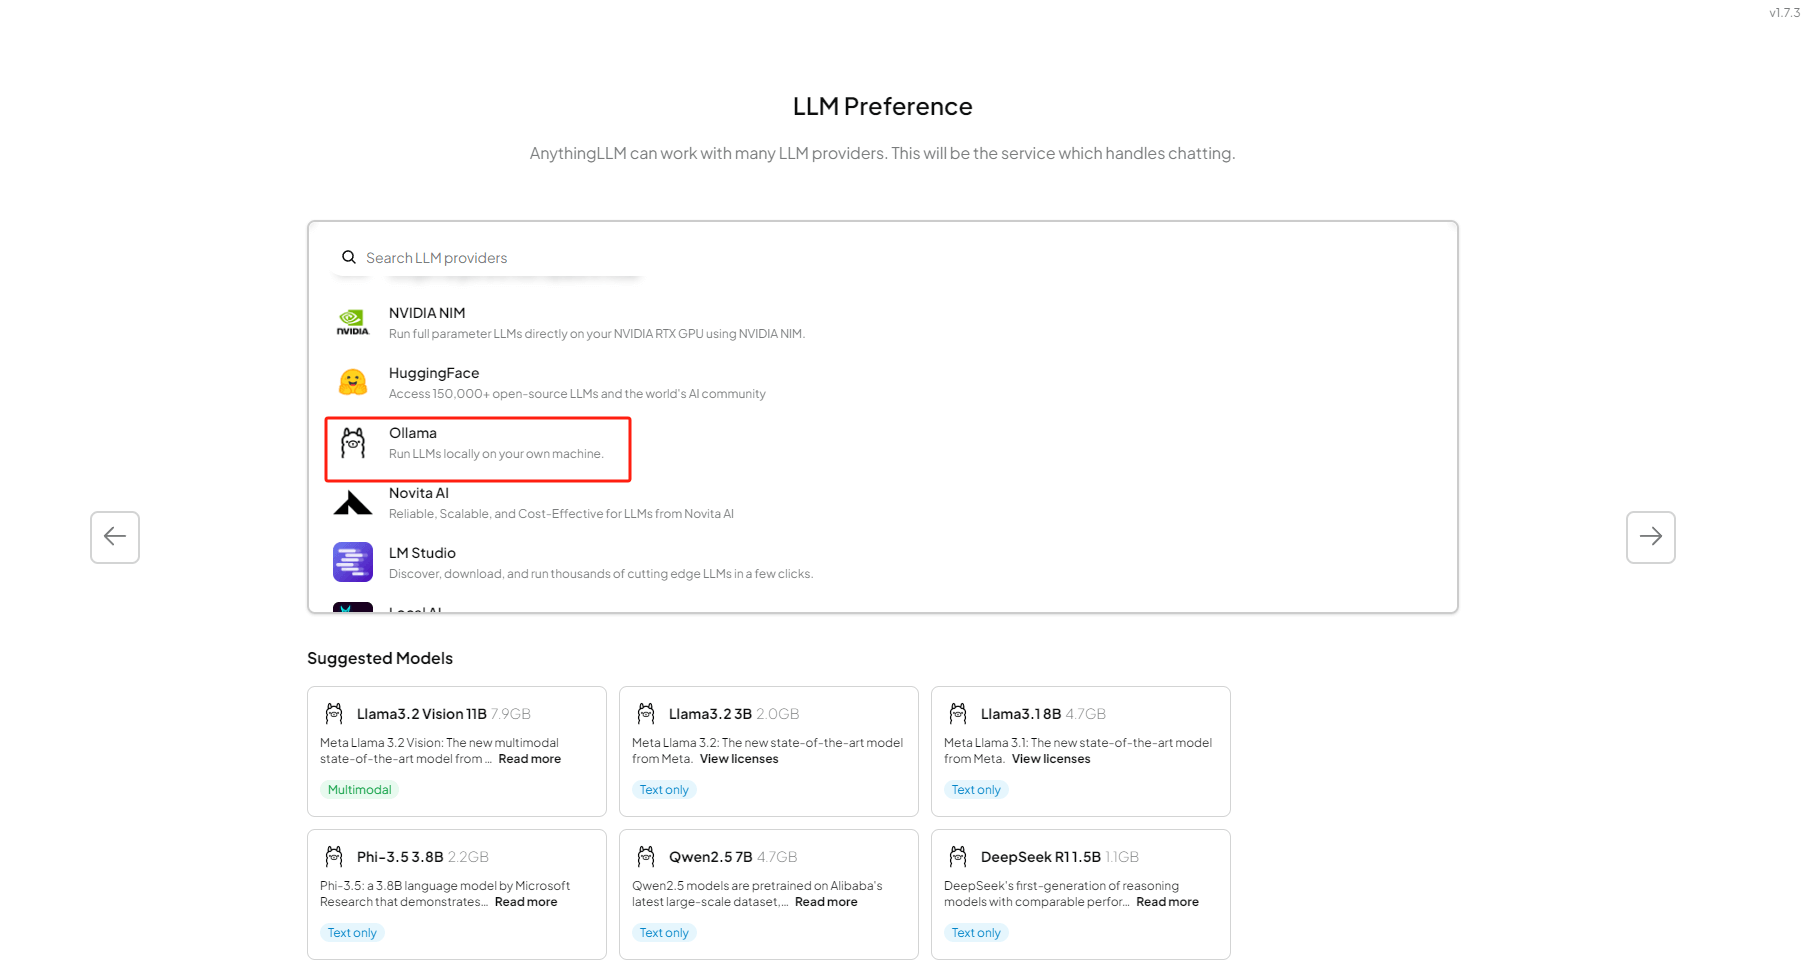 v1.7.3
LLM Preference
AnythingLLM can work with many LLM providers. This will be the service which handles chatting.
Search LLM providers
NVIDIA
NVIDIA NIM
Run full parameter LLMs directly on your NVIDIA RTX GPU using NVIDIA NIM.
HuggingFace
Access 150,000+ open-source LLMs and the world's AI community
Ollama
Run LLMs locally on your own machine.
Novita AI
Reliable, Scalable, and Cost-Effective for LLMs from Novita AI
LM Studio
Discover, download, and run thousands of cutting edge LLMs in a few clicks.
Local AI
Suggested Models
Llama3.2 Vision 11B 7.9GB
Meta Llama 3.2 Vision: The new multimodal
state-of-the-art model from ... Read more
Multimodal
Llama3.2 3B 2.0GB
Meta Llama 3.2: The new state-of-the-art model
from Meta. View licenses
Text only
Llama3.1 8B 4.7GB
Meta Llama 3.1: The new state-of-the-art model
from Meta. View licenses
Text only
Phi-3.5 3.8B 2.2GB
Phi-3.5: a 3.8B language model by Microsoft
Research that demonstrates... Read more
Text only
Qwen2.5 7B 4.7GB
Qwen2.5 models are pretrained on Alibaba's
latest large-scale dataset,... Read more
Text only
DeepSeek R1 1.5B 1.1GB
DeepSeek's first-generation of reasoning
models with comparable perfor... Read more
Text only